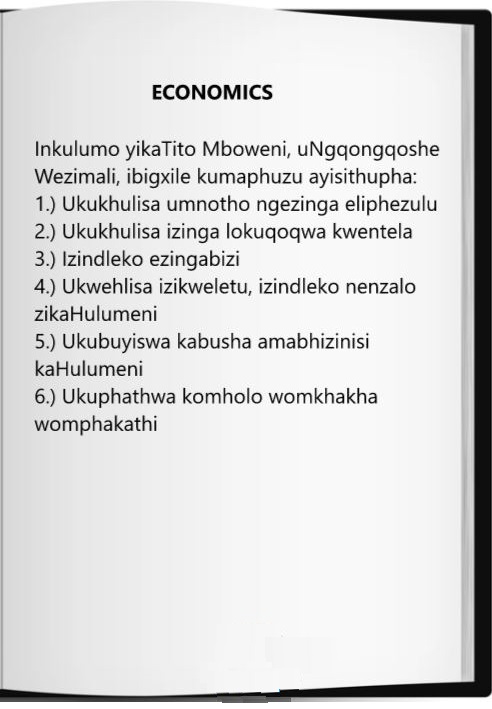 ECONOMICS
Inkulumo yikaTito Mboweni, uNgqongqoshe
Wezimali, ibigxile kumaphuzu ayisithupha:
1.) Ukukhulisa umnotho ngezinga eliphezulu
2.) Ukukhulisa izinga lokuqoqwa kwentela
3.) Izindleko ezingabizi
4.) Ukwehlisa izikweletu, izindleko nenzalo
zikaHulumeni
5.) Ukubuyiswa kabusha amabhizinisi
kaHulumeni
6.) Ukuphathwa komholo womkhakha
womphakathi